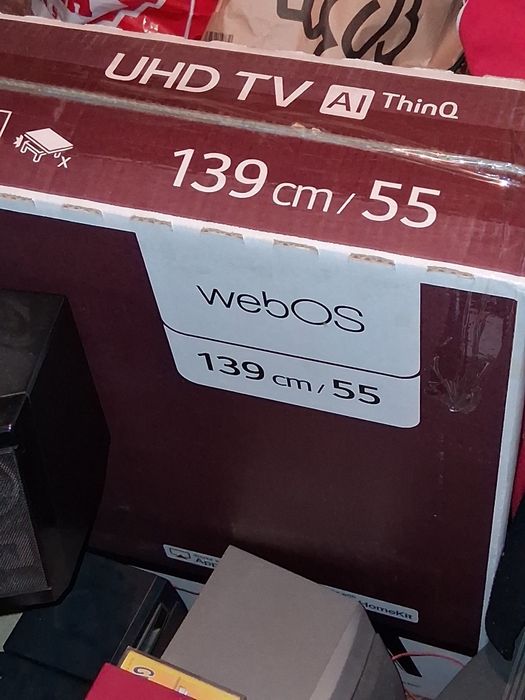 UHD TV AI ThinQ
139 cm / 55
webOS
139 cm / 55
HomeKit